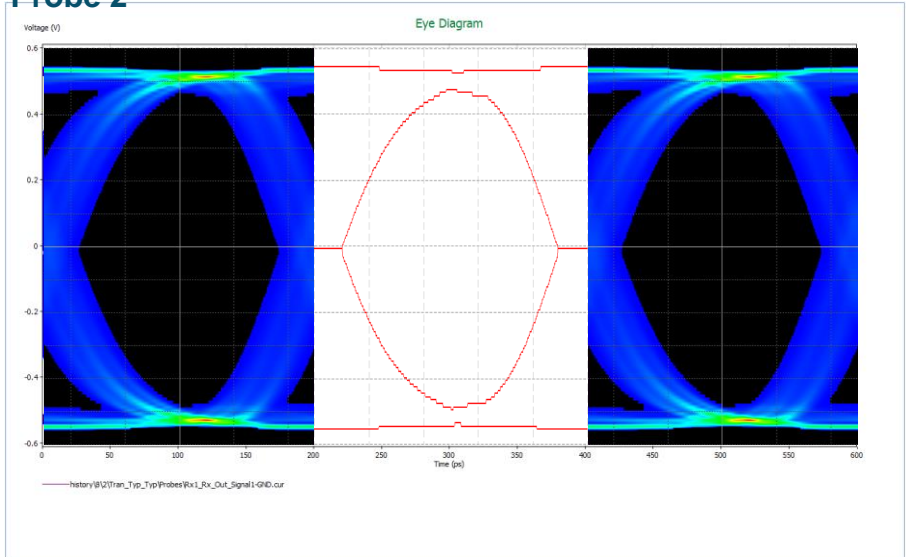 Probe 2
Eye Diagram
Voltage (V)
0.6
0.4
0.2
0
-0.2
-0.4
-0.6
0 50 100 150 200 250 300 350 400 450 500 550 600
Time (ps)
history\8\2\Tran_Typ_Typ\Probes\Rx1_Rx_Out_Signal1-GND.cur